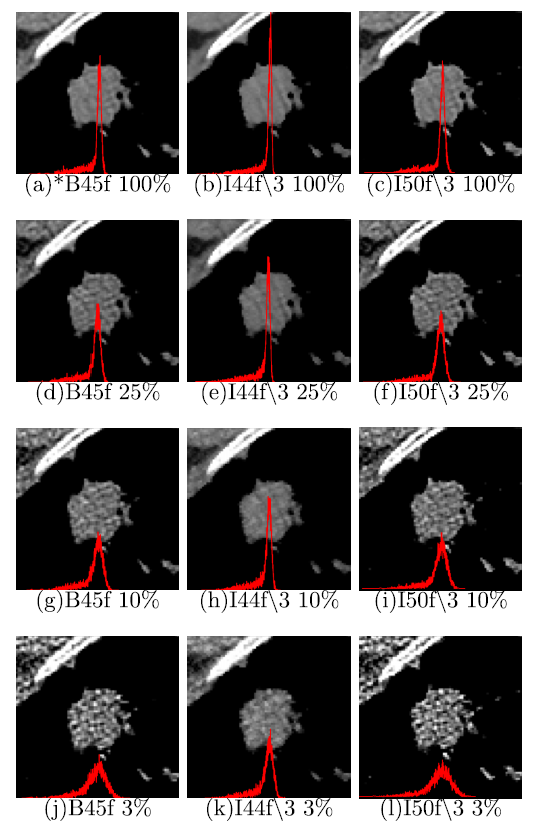 (a)*B45f 100% (b)I44f\3 100% (c)I50f\3 100%
(d)B45f 25% (e)I44f\3 25% (f)I50f\3 25%
(g)B45f 10% (h)I44f\3 10% (i)I50f\3 10%
(j)B45f 3% (k)I44f\3 3% (l)I50f\3 3%